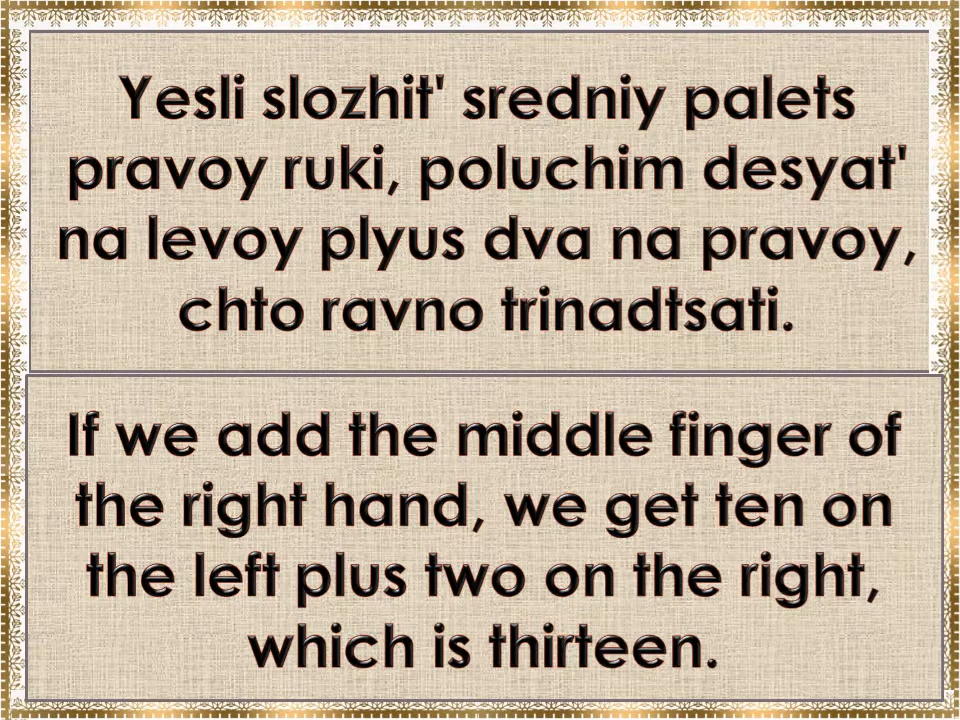 Yesli slozhit' sredniy palets
pravoy ruki, poluchim desyat'
na levoy plyus dva na pravoy,
chto ravno trinadtsati.
If we add the middle finger of
the right hand, we get ten on
the left plus two on the right,
which is thirteen.